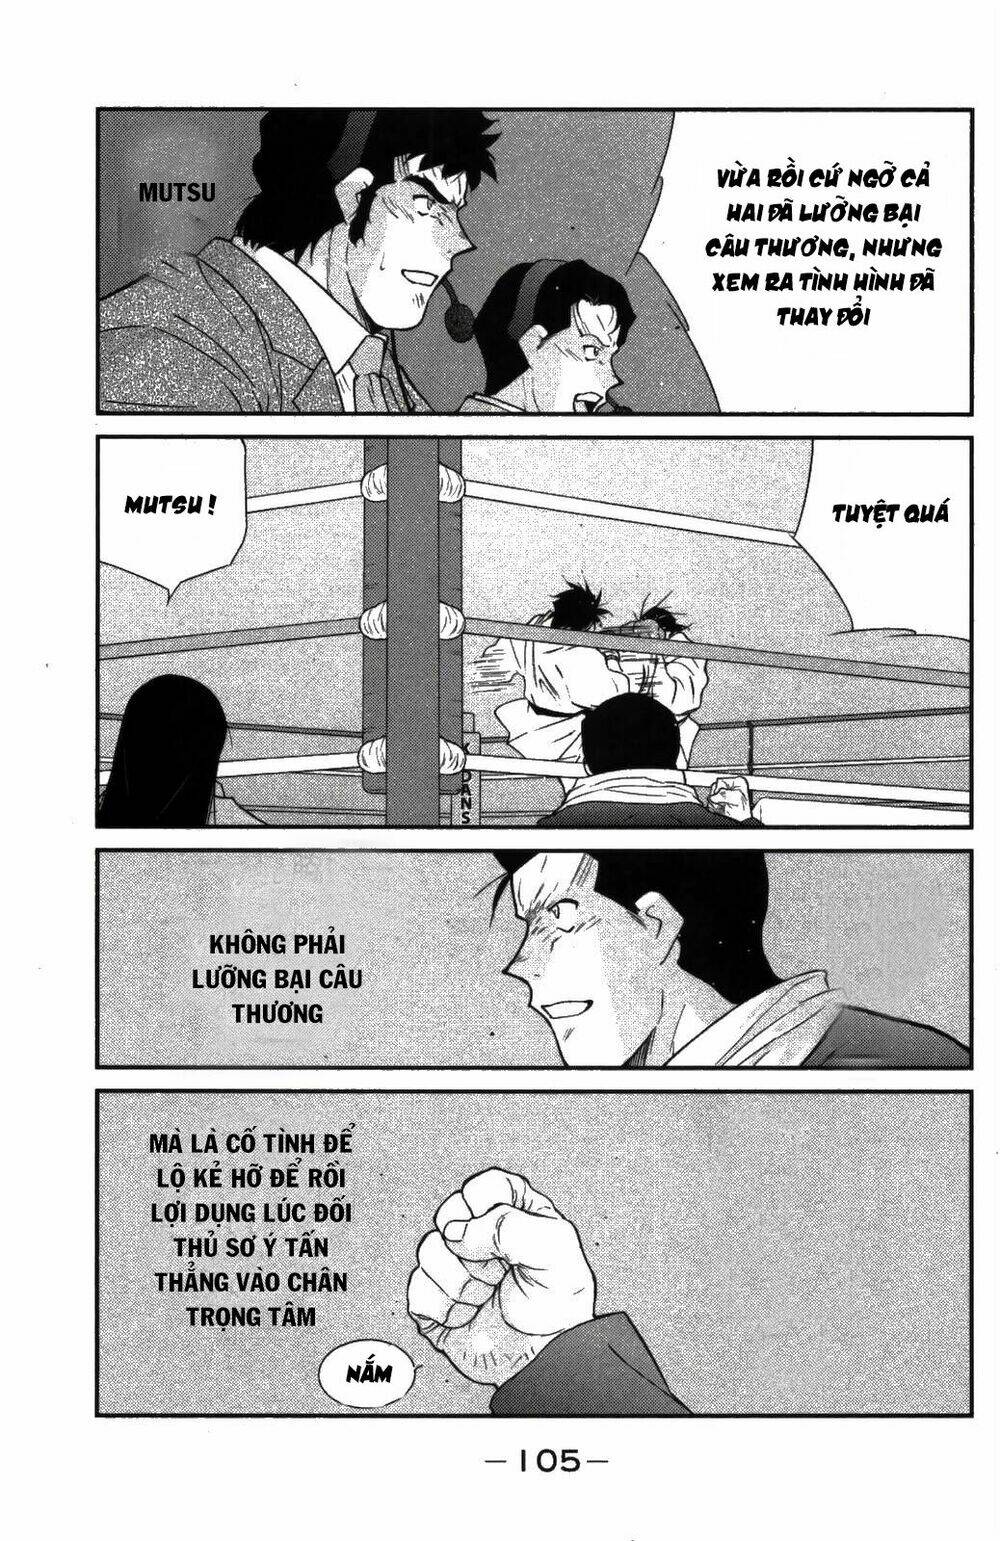 VỪA RỒI CỨ NGỠ CẢ
HAI ĐÃ LƯỠNG BẠI
CÂU THƯƠNG, NHƯNG
XEM RA TÌNH HÌNH ĐÃ
THAY ĐỔI
MUTSU
TUYỆT QUÁ
MUTSU !
DANS
KHÔNG PHẢI
LƯỠNG BẠI CÂU
THƯƠNG
MÀ LÀ CỐ TÌNH ĐỂ
LỘ KẺ HỠ ĐỂ RỒI
LỢI DỤNG LÚC ĐỐI
THỦ SƠ Ý TẤN
THẲNG VÀO CHÂN
TRỌNG TÂM
NẮM
- 105 -